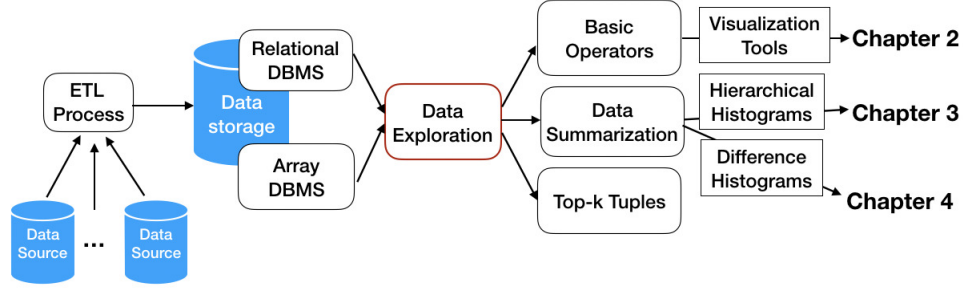 ETL
Process
Data
Source
...
Data
Source
Relational
DBMS
Data
storage
Array
DBMS
Data
Exploration
Basic
Operators
Visualization
Tools
Chapter 2
Data
Summarization
Hierarchical
Histograms
Chapter 3
Difference
Histograms
Chapter 4
Top-k Tuples